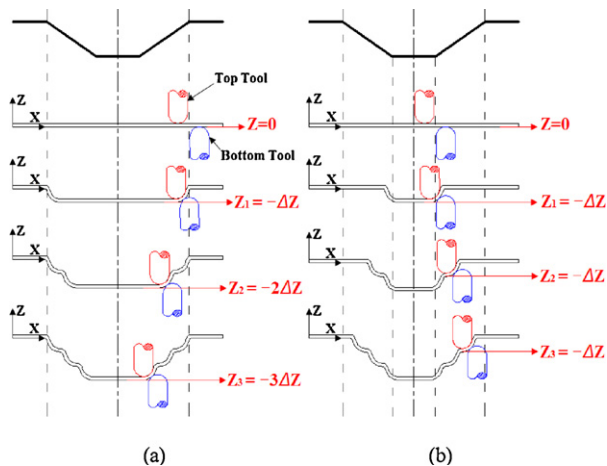 Z
X
Top Tool
Z=0
Bottom Tool
Z
X
Z₁ = -ΔZ
Z
X
Z₂ = -2ΔZ
Z
X
Z₃ = -3ΔZ
(a)
Z
X
Z=0
Z
X
Z₁ = -ΔZ
Z
X
Z₂ = -ΔZ
Z
X
Z₃ = -ΔZ
(b)